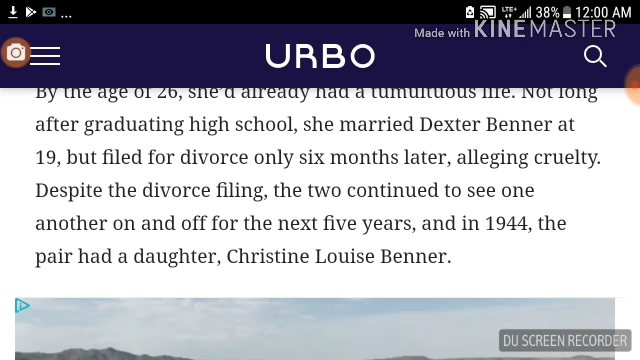 LTE+ 38% 12:00 AM
Made with KINEMASTER
URBO
By the age of 26, she'd already had a tumultuous life. Not long
after graduating high school, she married Dexter Benner at
19, but filed for divorce only six months later, alleging cruelty.
Despite the divorce filing, the two continued to see one
another on and off for the next five years, and in 1944, the
pair had a daughter, Christine Louise Benner.
DU SCREEN RECORDER